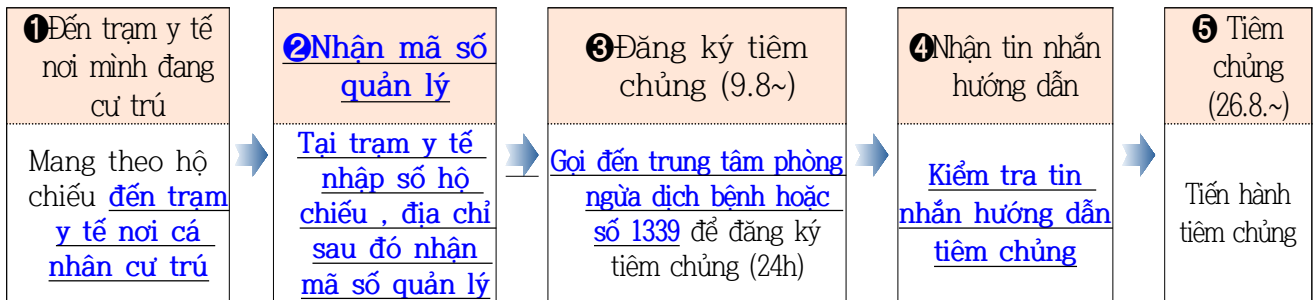 ❶Đến trạm y tế
nơi mình đang
cư trú
Mang theo hộ
chiếu đến trạm
y tế nơi cá
nhân cư trú
❷Nhận mã số
quản lý
Tại trạm y tế
nhập số hộ
chiếu , địa chỉ
sau đó nhận
mã số quản lý
❸Đăng ký tiêm
chủng (9.8~)
Gọi đến trung tâm phòng
ngừa dịch bệnh hoặc
số 1339 để đăng ký
tiêm chủng (24h)
❹Nhận tin nhắn
hướng dẫn
Kiểm tra tin
nhắn hướng dẫn
tiêm chủng
❺ Tiêm
chủng
(26.8.~)
Tiến hành
tiêm chủng